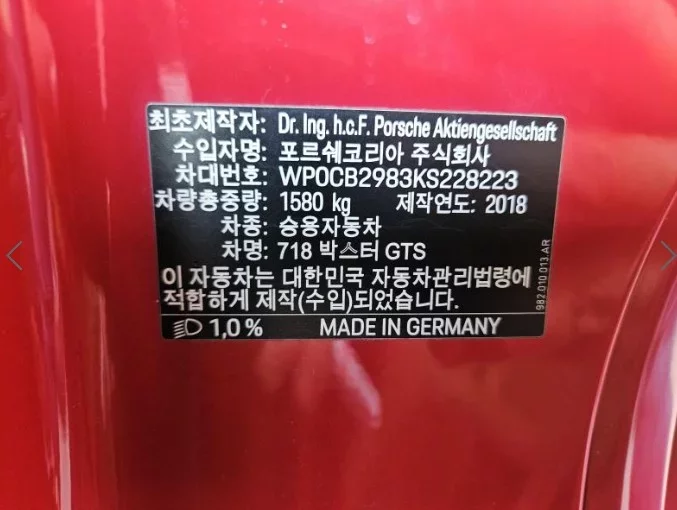 최초제작자: Dr. Ing. h.c.F. Porsche Aktiengesellschaft
수입자명: 포르쉐코리아 주식회사
차대번호: WP0CB2983KS228223
차량총중량: 1580 kg 제작연도: 2018
차종: 승용자동차
차명: 718 박스터 GTS
이 자동차는 대한민국 자동차관리법령에
적합하게 제작(수입)되었습니다.
1,0 % MADE IN GERMANY
982.010.013.AR